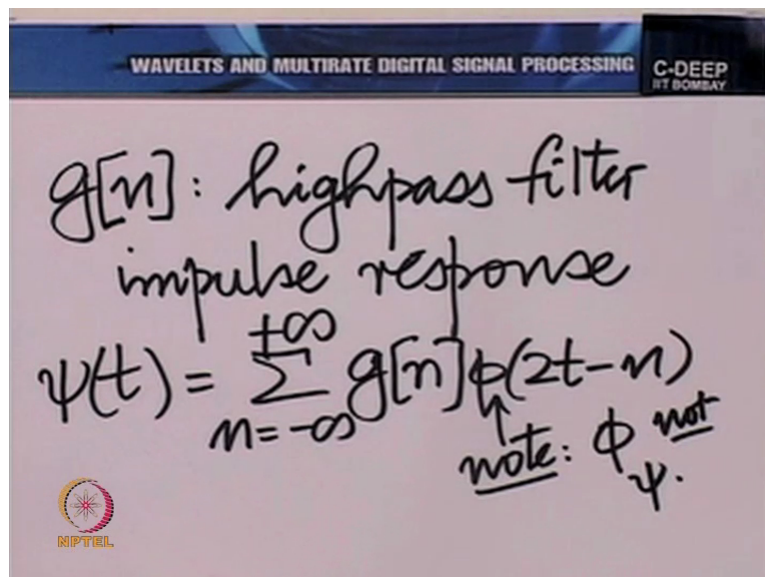 WAVELETS AND MULTIRATE DIGITAL SIGNAL PROCESSING
C-DEEP
IIT BOMBAY
g[n]: highpass filter
impulse response
+∞
ψ(t) = Σ g[n]ϕ(2t-n)
n=-∞
note: ϕ not
ψ.
NPTEL